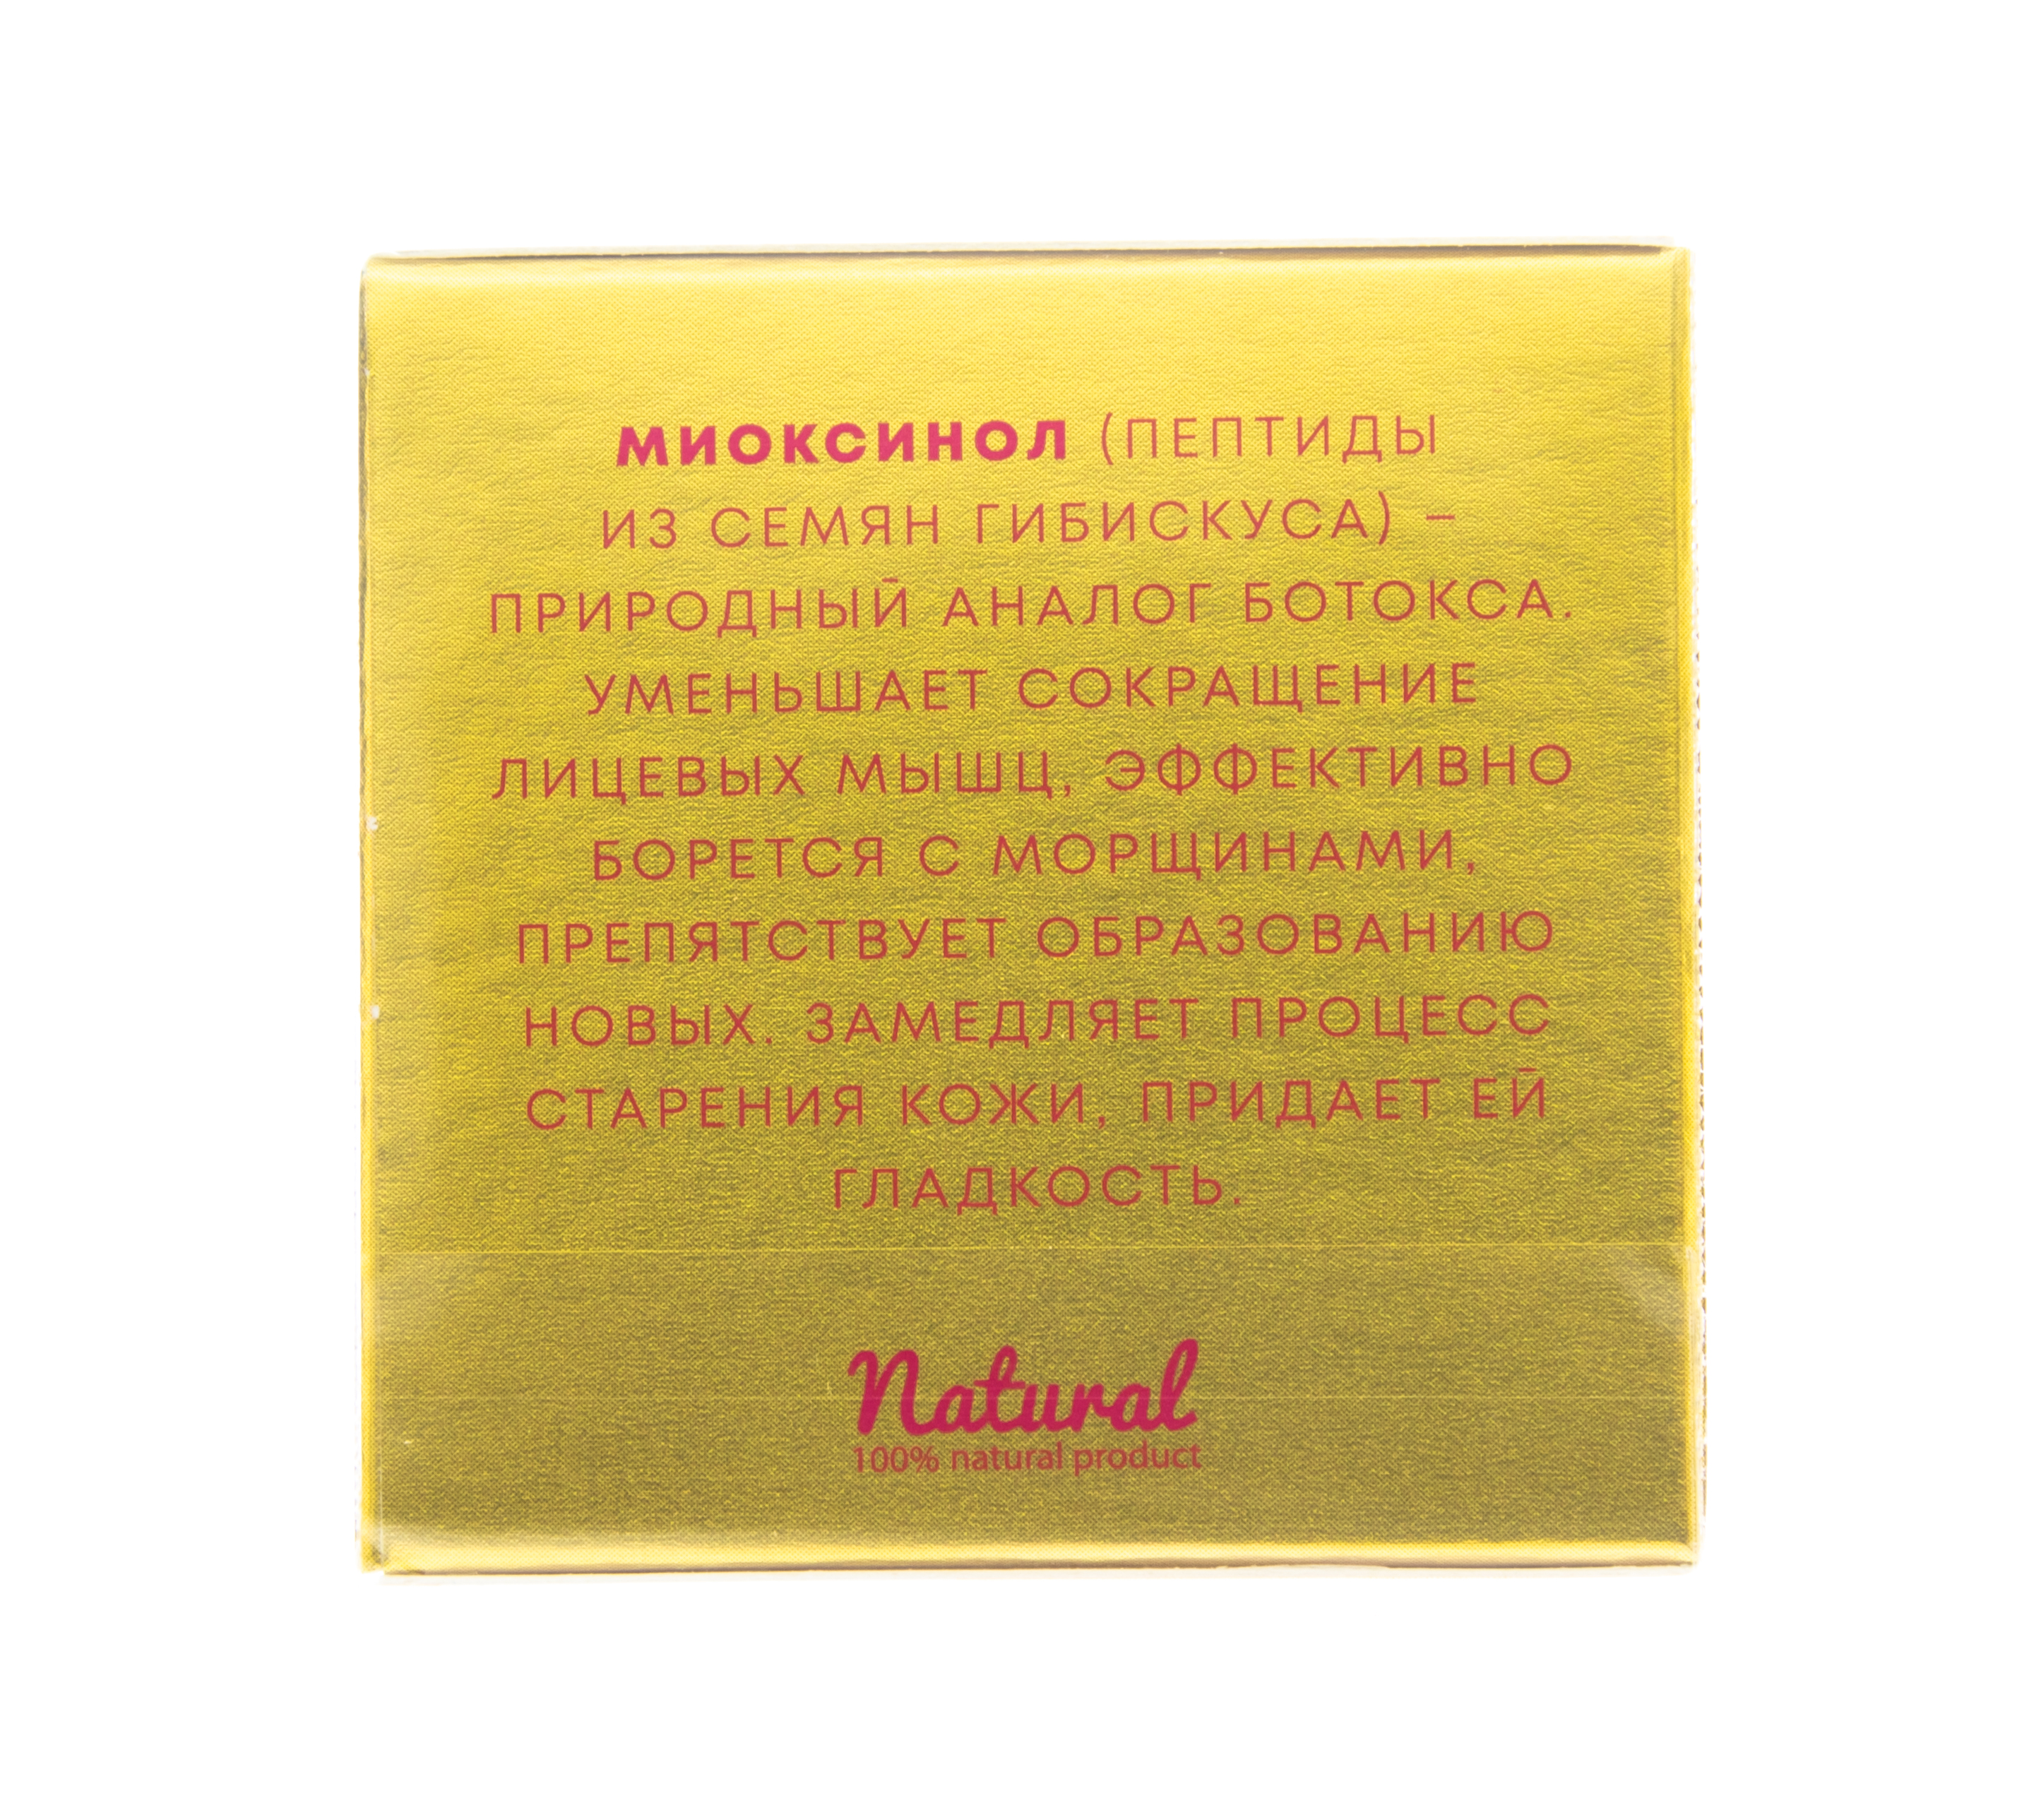 МИОКСИНОЛ (ПЕПТИДЫ
ИЗ СЕМЯН ГИБИСКУСА) –
ПРИРОДНЫЙ АНАЛОГ БОТОКСА.
УМЕНЬШАЕТ СОКРАЩЕНИЕ
ЛИЦЕВЫХ МЫШЦ, ЭФФЕКТИВНО
БОРЕТСЯ С МОРЩИНАМИ,
ПРЕПЯТСТВУЕТ ОБРАЗОВАНИЮ
НОВЫХ. ЗАМЕДЛЯЕТ ПРОЦЕСС
СТАРЕНИЯ КОЖИ, ПРИДАЕТ ЕЙ
ГЛАДКОСТЬ.
Natural
100% natural product